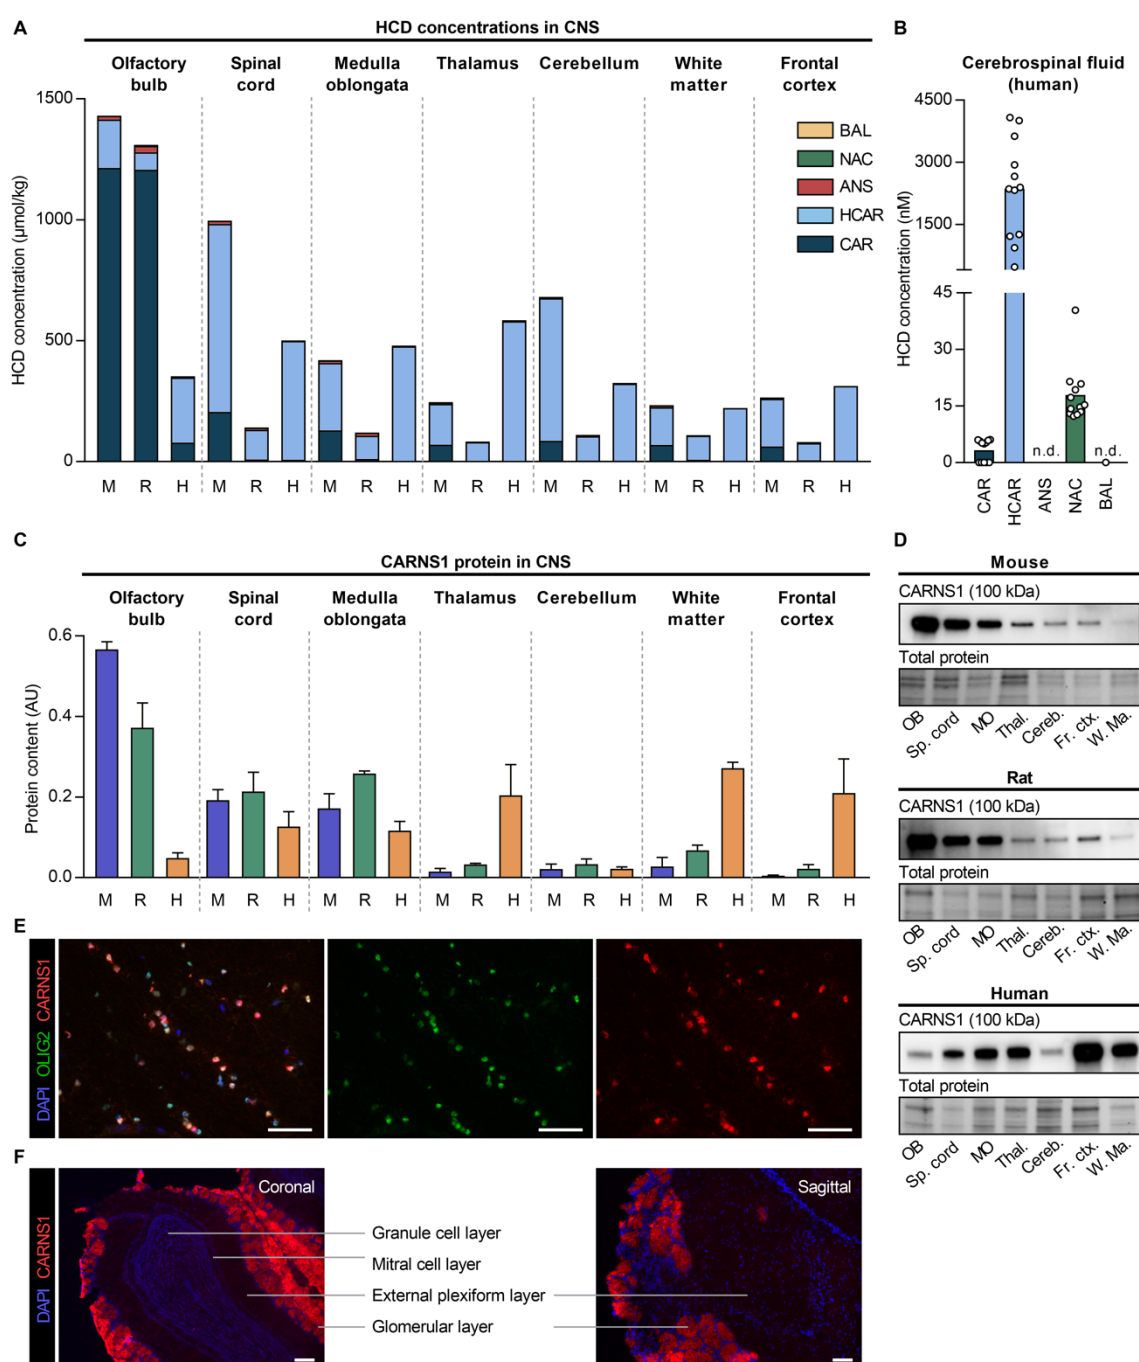 A
HCD concentrations in CNS
Olfactory bulb
Spinal cord
Medulla oblongata
Thalamus
Cerebellum
White matter
Frontal cortex
HCD concentration (µmol/kg)
1500
1000
500
0
BAL
NAC
ANS
HCAR
CAR
M R H M R H M R H M R H M R H M R H M R H
B
Cerebrospinal fluid
(human)
HCD concentration (nM)
4500
3000
1500
45
30
15
0
n.d. n.d.
CAR HCAR ANS NAC BAL
C
CARNS1 protein in CNS
Olfactory bulb
Spinal cord
Medulla oblongata
Thalamus
Cerebellum
White matter
Frontal cortex
Protein content (AU)
0.6
0.4
0.2
0.0
M R H M R H M R H M R H M R H M R H M R H
D
Mouse
CARNS1 (100 kDa)
Total protein
OB Sp. cord MO Thal. Cereb. Fr. ctx. W. Ma.
Rat
CARNS1 (100 kDa)
Total protein
OB Sp. cord MO Thal. Cereb. Fr. ctx. W. Ma.
Human
CARNS1 (100 kDa)
Total protein
OB Sp. cord MO Thal. Cereb. Fr. ctx. W. Ma.
E
DAPI OLIG2 CARNS1
F
DAPI CARNS1
Coronal
Sagittal
Granule cell layer
Mitral cell layer
External plexiform layer
Glomerular layer